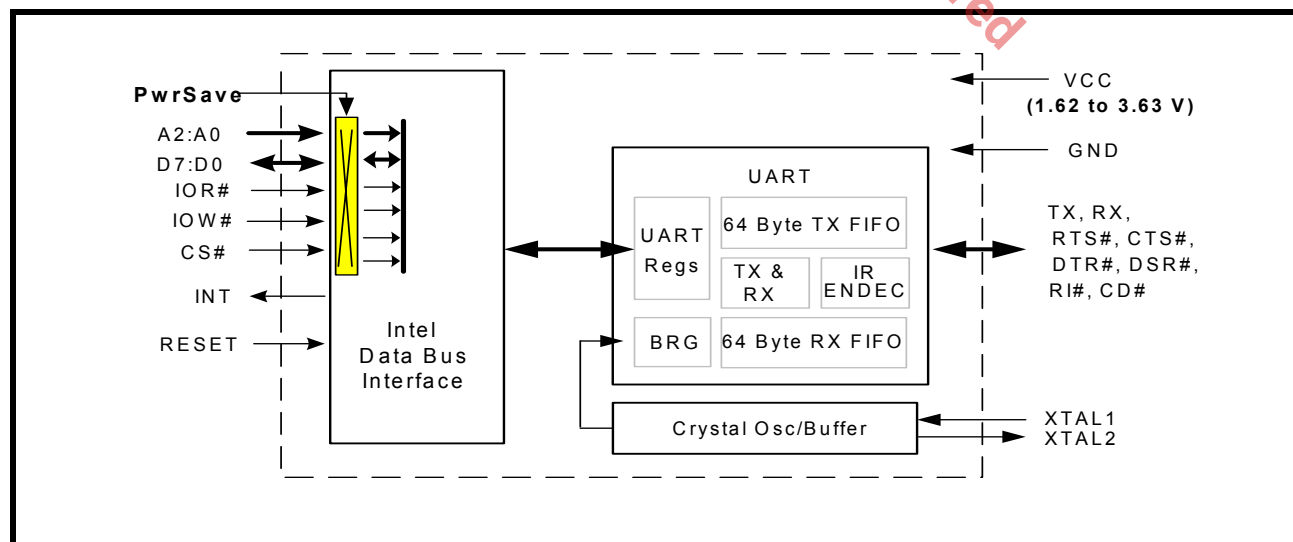 PwrSave
A2:A0
D7:D0
IOR#
IOW#
CS#
INT
RESET
Intel
Data Bus
Interface
UART
UART
Regs
64 Byte TX FIFO
TX &
RX
IR
ENDEC
BRG
64 Byte RX FIFO
Crystal Osc/Buffer
VCC
(1.62 to 3.63 V)
GND
TX, RX,
RTS#, CTS#,
DTR#, DSR#,
RI#, CD#
XTAL1
XTAL2